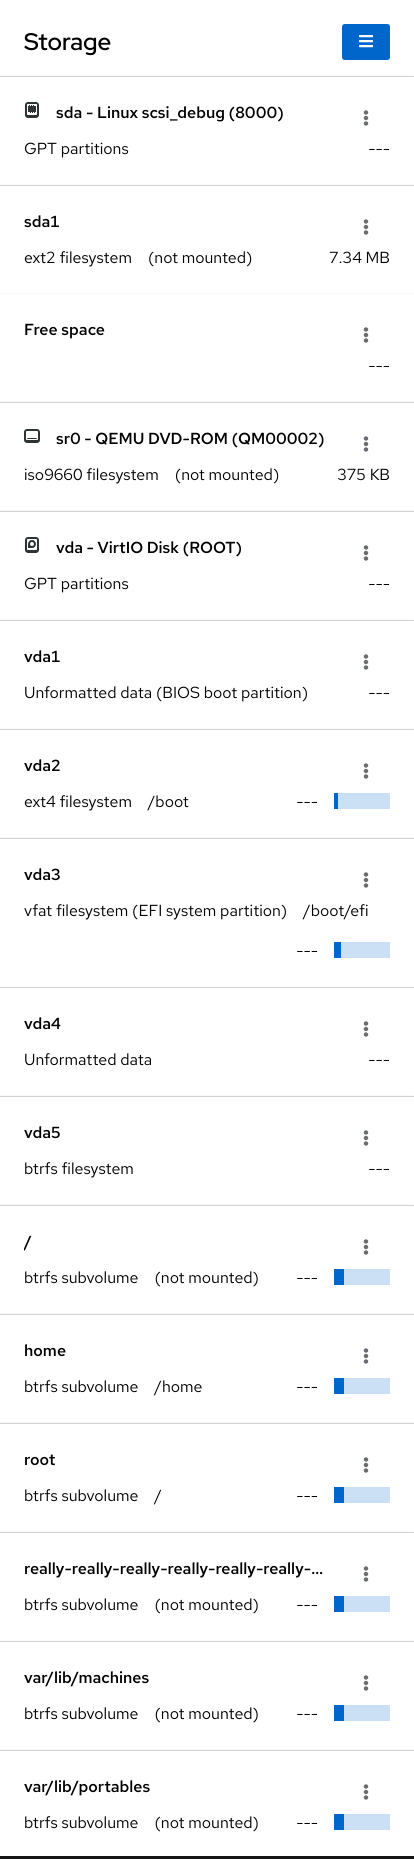 Storage
sda - Linux scsi_debug (8000)
GPT partitions ---
sda1
ext2 filesystem (not mounted) 7.34 MB
Free space
---
sr0 - QEMU DVD-ROM (QM00002)
iso9660 filesystem (not mounted) 375 KB
vda - VirtIO Disk (ROOT)
GPT partitions ---
vda1
Unformatted data (BIOS boot partition) ---
vda2
ext4 filesystem /boot ---
vda3
vfat filesystem (EFI system partition) /boot/efi
---
vda4
Unformatted data ---
vda5
btrfs filesystem ---
/
btrfs subvolume (not mounted) ---
home
btrfs subvolume /home ---
root
btrfs subvolume / ---
really-really-really-really-really-really-...
btrfs subvolume (not mounted) ---
var/lib/machines
btrfs subvolume (not mounted) ---
var/lib/portables
btrfs subvolume (not mounted) ---